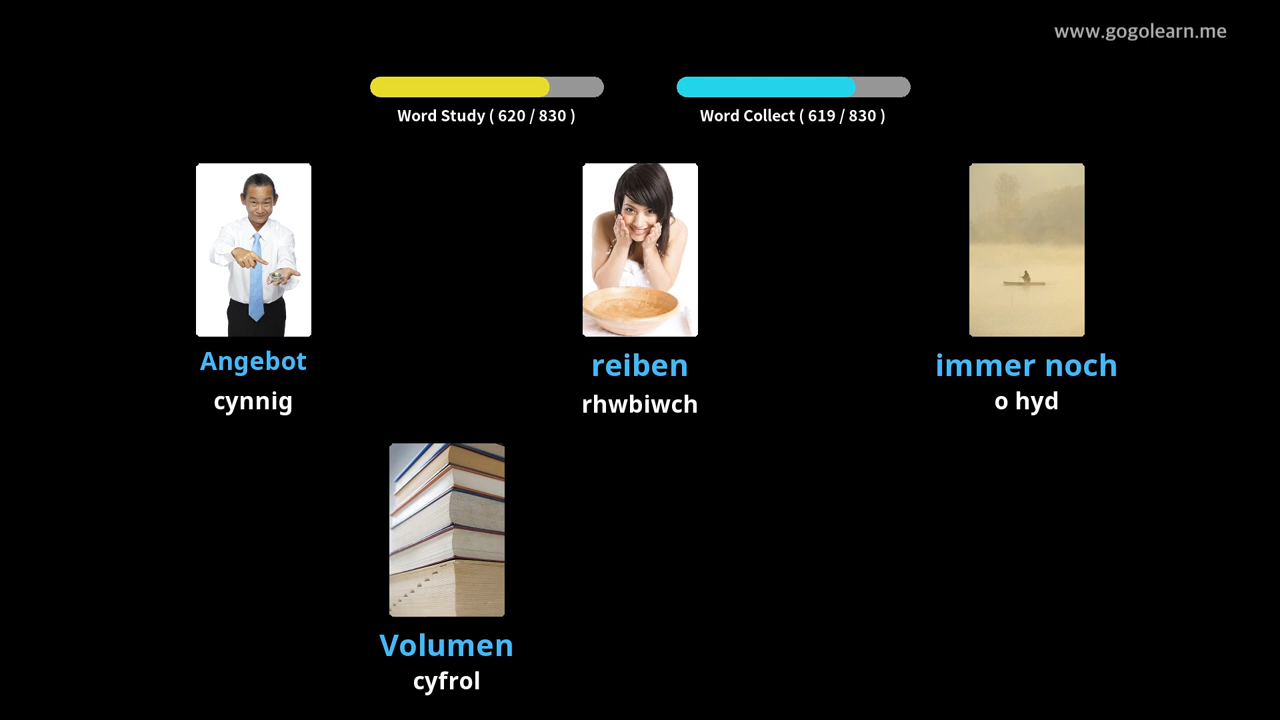 www.gogolearn.me
Word Study ( 620 / 830 )
Word Collect ( 619 / 830 )
Angebot
cynnig
reiben
rhwbiwch
immer noch
o hyd
Volumen
cyfrol